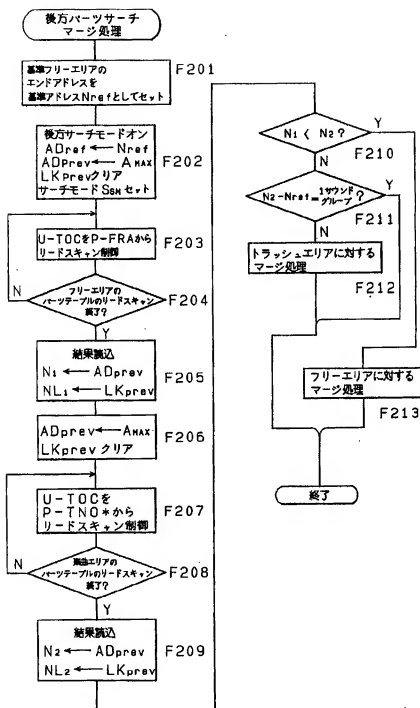 後方パーツサーチ
マージ処理
基準フリーエリアの
エンドアドレスを
基準アドレスNrefとしてセット
F201
後方サーチモードオン
ADref ← Nref
ADprev ← AMAX
LKprevクリア
サーチモードSSMセット
F202
U-TOCをP-FRAから
リードスキャン制御
F203
フリーエリアの
パーツテーブルのリードスキャン
終了?
F204
N
Y
結果読込
N1 ← ADprev
NL1 ← LKprev
F205
ADprev ← AMAX
LKprevクリア
F206
U-TOCを
P-TNO*から
リードスキャン制御
F207
エリアの
パーツテーブルのリードスキャン
終了?
F208
N
Y
結果読込
N2 ← ADprev
NL2 ← LKprev
F209
N1 < N2 ?
Y
F210
N
N2-Nref=1サウンド
グループ?
Y
F211
N
トラッシュエリアに対する
マージ処理
F212
フリーエリアに対する
マージ処理
F213
終了